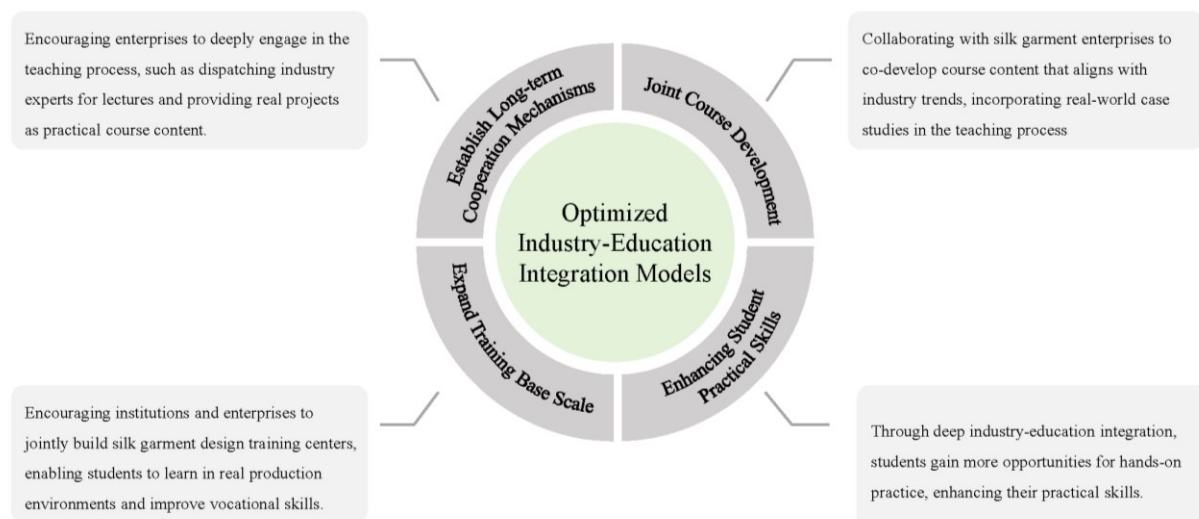 Encouraging enterprises to deeply engage in the
teaching process, such as dispatching industry
experts for lectures and providing real projects
as practical course content.
Establish Long-term
Cooperation Mechanisms
Joint Course Development
Collaborating with silk garment enterprises to
co-develop course content that aligns with
industry trends, incorporating real-world case
studies in the teaching process
Optimized
Industry-Education
Integration Models
Expand Training Base Scale
Enhancing Student
Practical Skills
Encouraging institutions and enterprises to
jointly build silk garment design training centers,
enabling students to learn in real production
environments and improve vocational skills.
Through deep industry-education integration,
students gain more opportunities for hands-on
practice, enhancing their practical skills.